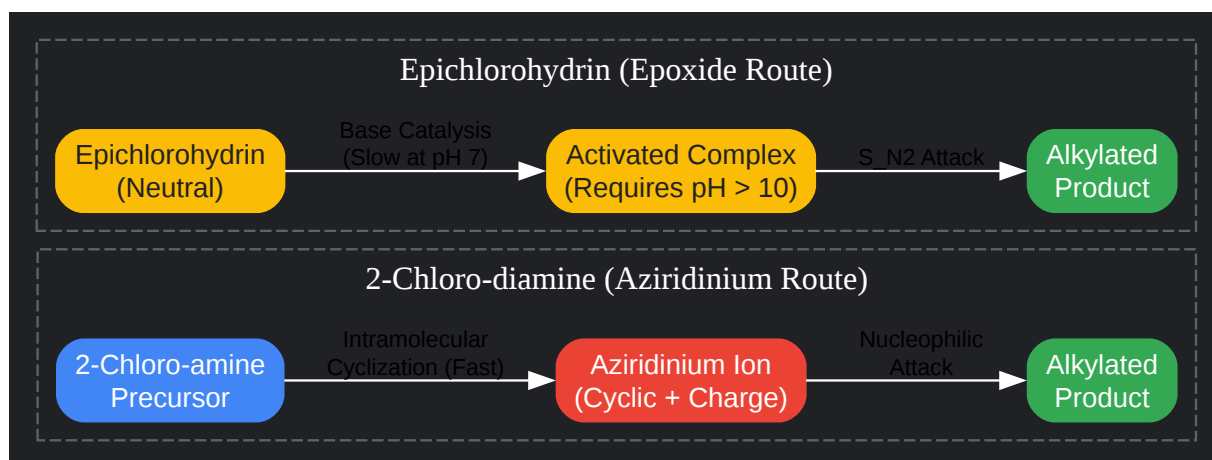 Epichlorohydrin (Epoxide Route)
Epichlorohydrin
(Neutral)
Base Catalysis
(Slow at pH 7)
Activated Complex
(Requires pH > 10)
S_N2 Attack
Alkylated
Product
2-Chloro-diamine (Aziridinium Route)
2-Chloro-amine
Precursor
Intramolecular
Cyclization (Fast)
Aziridinium Ion
(Cyclic + Charge)
Nucleophilic
Attack
Alkylated
Product